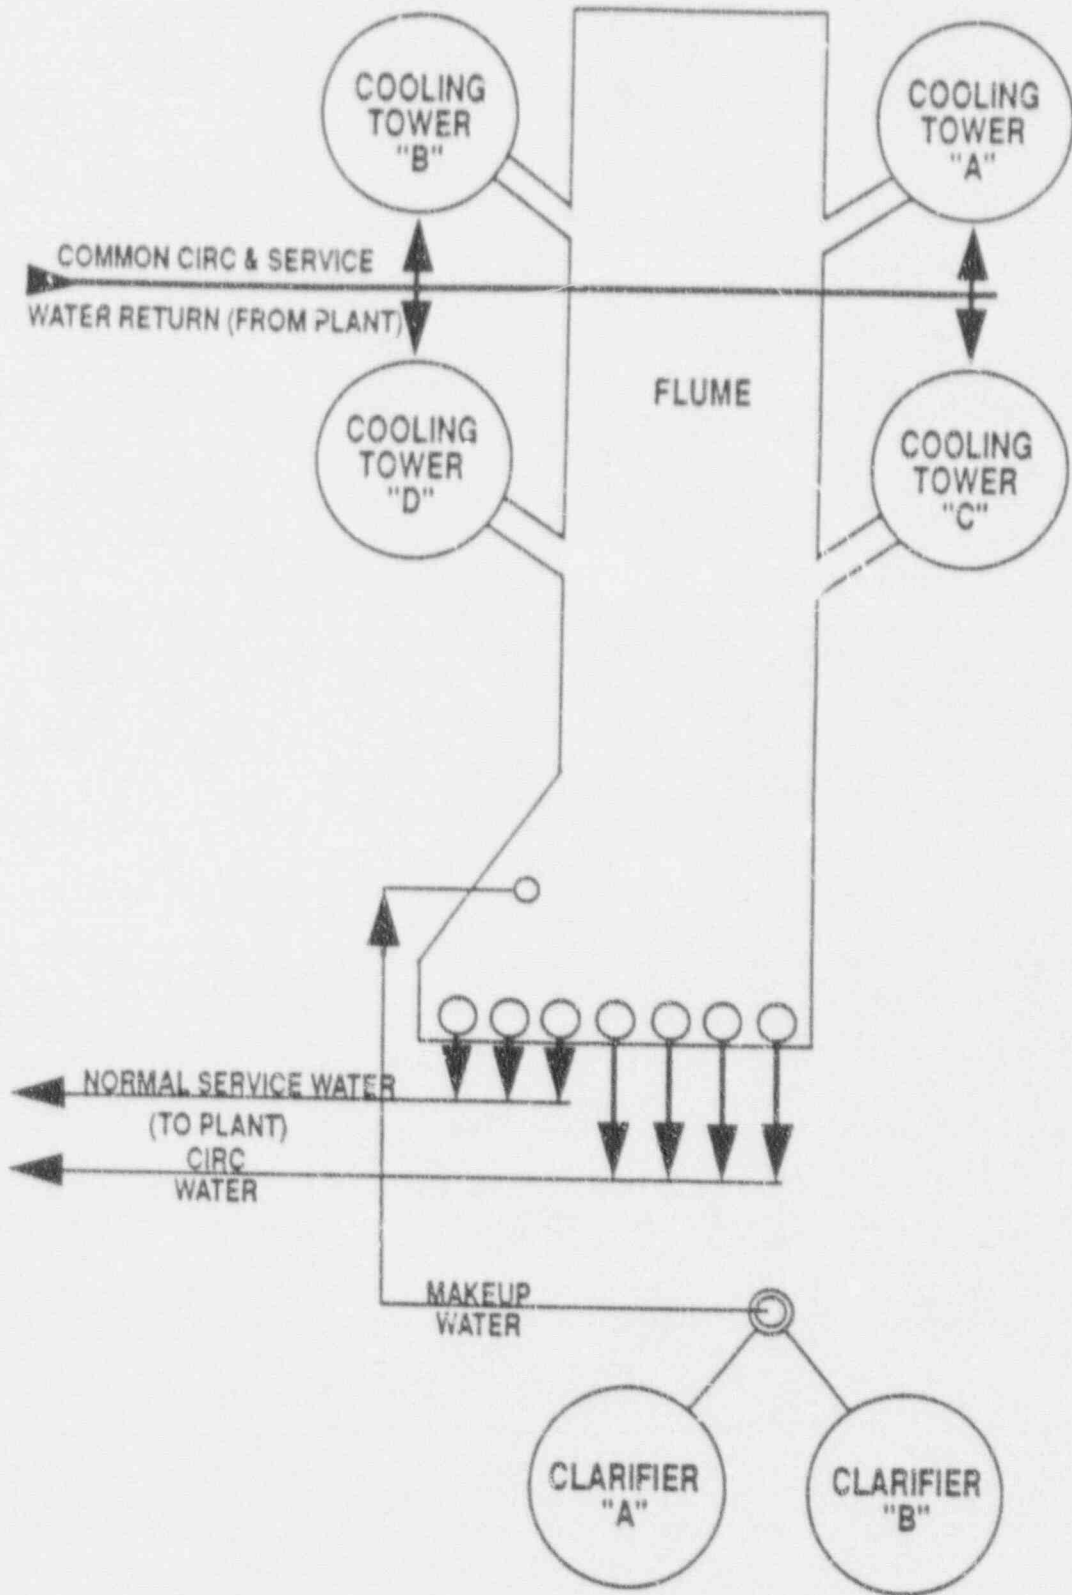 COOLING
TOWER
"B"
COOLING
TOWER
"A"
COMMON CIRC & SERVICE
WATER RETURN (FROM PLANT)
FLUME
COOLING
TOWER
"D"
COOLING
TOWER
"C"
NORMAL SERVICE WATER
(TO PLANT)
CIRC
WATER
MAKEUP
WATER
CLARIFIER
"A"
CLARIFIER
"B"